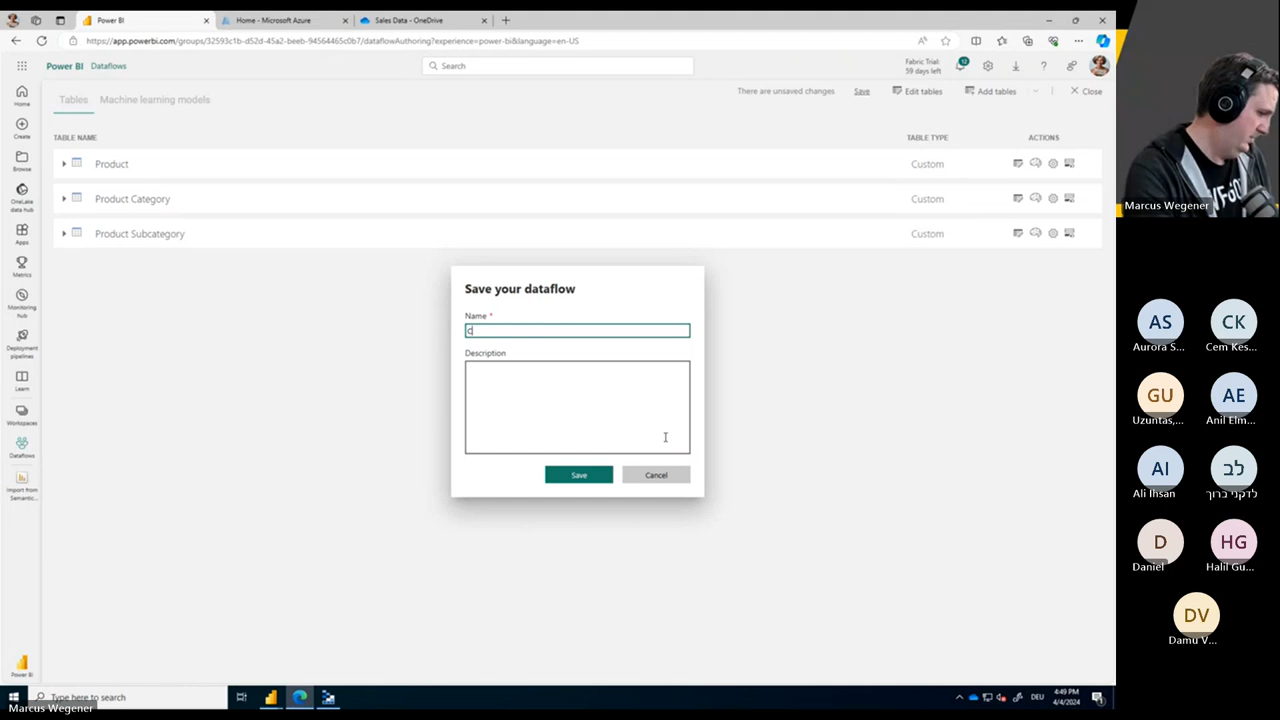 Power BI
Home - Microsoft Azure
Sales Data - OneDrive
https://app.powerbi.com/groups/32593c1b-d52d-45a2-beeb-94564465c0b7/dataflowAuthoring?experience=power-bi&language=en-US
Power BI Dataflows
Search
Fabric Trial:
59 days left
Tables Machine learning models
There are unsaved changes Save Edit tables Add tables Close
TABLE NAME TABLE TYPE ACTIONS
Product Custom
Product Category Custom
Product Subcategory Custom
Home
Create
Browse
OneLake
data hub
Apps
Metrics
Monitoring
hub
Deployment
pipelines
Learn
Workspaces
Dataflows
Import from
Semantic...
Power BI
Save your dataflow
Name *
C
Description
Save Cancel
Type here to search
DEU
4:49 PM
4/4/2024
Marcus Wegener
Marcus Wegener
AS CK
Aurora S... Cem Kes...
GU AE
Uzuntas,... Anil Elm...
AI לב
Ali Ihsan לדקני ברוך
D HG
Daniel Halil Gu...
DV
Damu V...